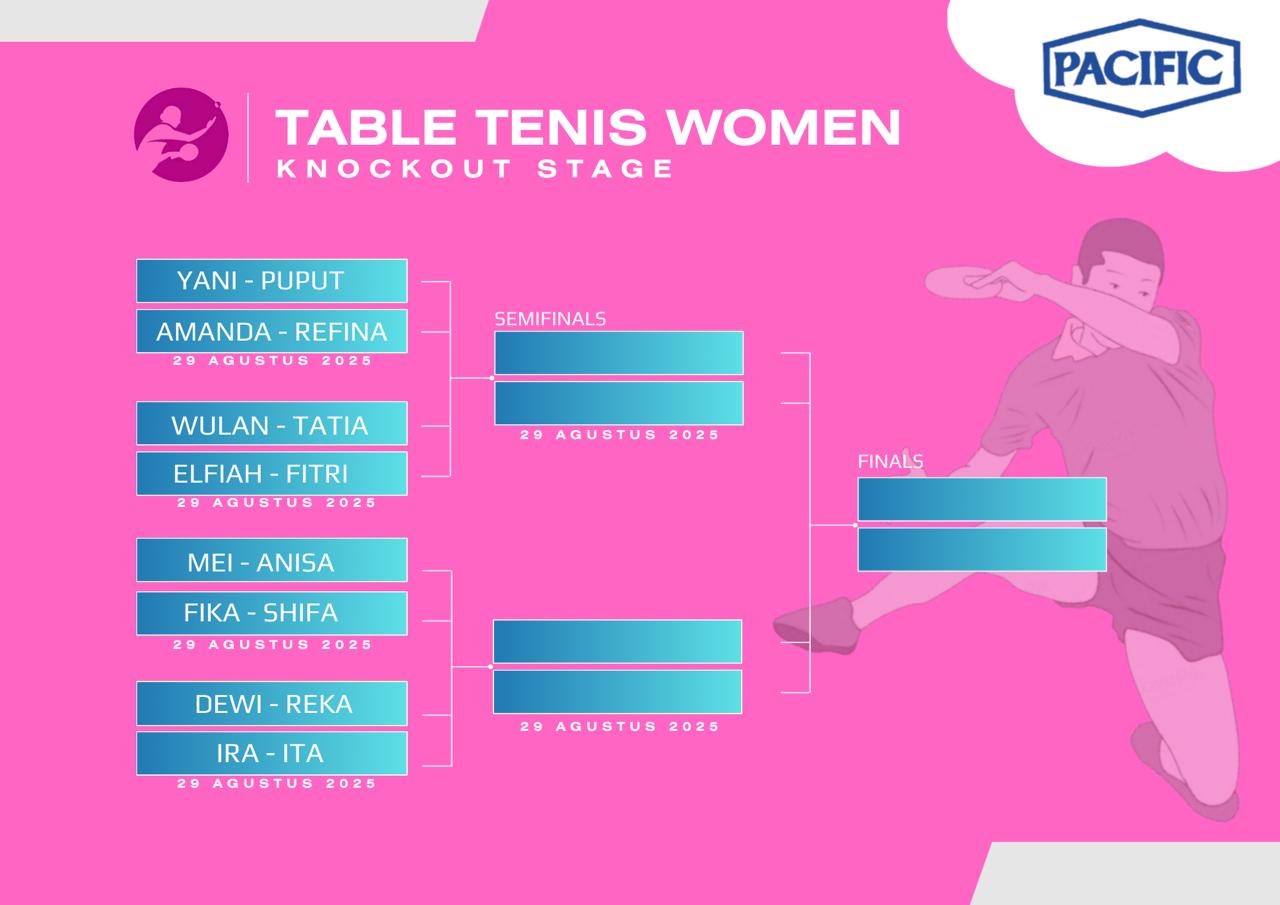 PACIFIC
TABLE TENIS WOMEN
KNOCKOUT STAGE
YANI - PUPUT
AMANDA - REFINA
29 AGUSTUS 2025
WULAN - TATIA
ELFIAH - FITRI
29 AGUSTUS 2025
MEI - ANISA
FIKA - SHIFA
29 AGUSTUS 2025
DEWI - REKA
IRA - ITA
29 AGUSTUS 2025
SEMIFINALS
29 AGUSTUS 2025
29 AGUSTUS 2025
FINALS